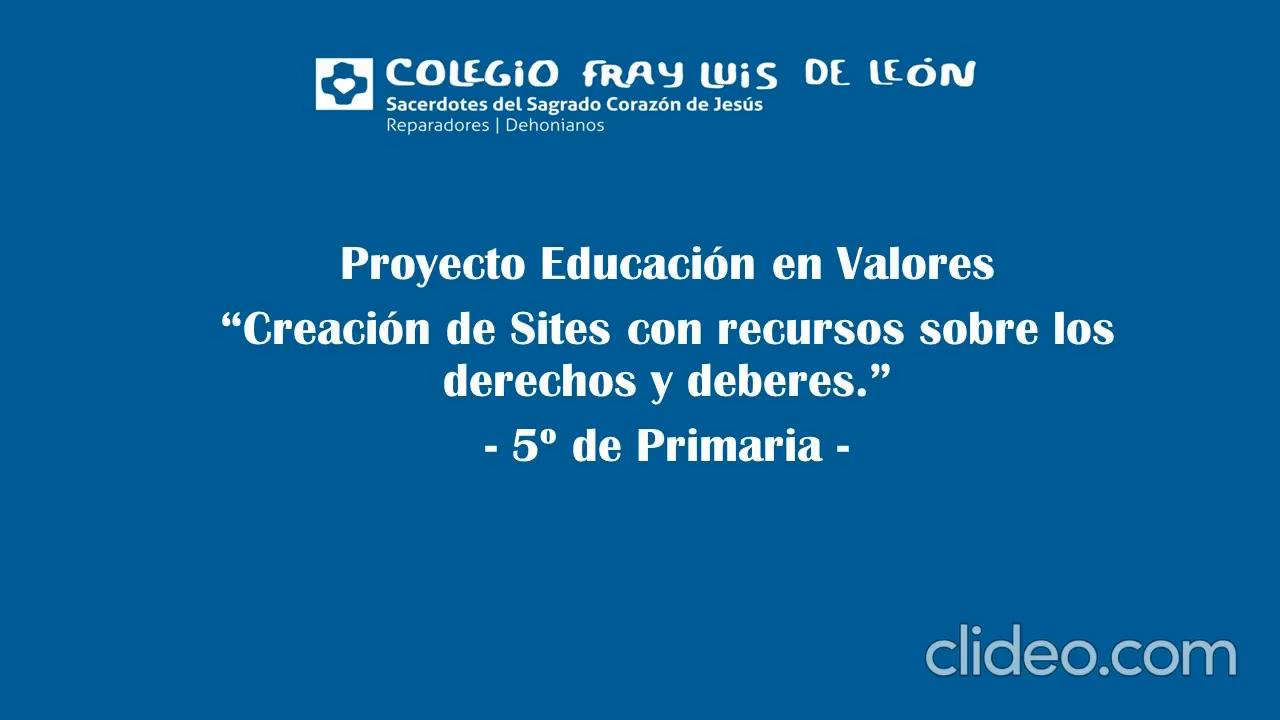 COLEGIO FRAY LUIS DE LEÓN
Sacerdotes del Sagrado Corazón de Jesús
Reparadores | Dehonianos
Proyecto Educación en Valores
“Creación de Sites con recursos sobre los
derechos y deberes.”
- 5º de Primaria -
clideo.com